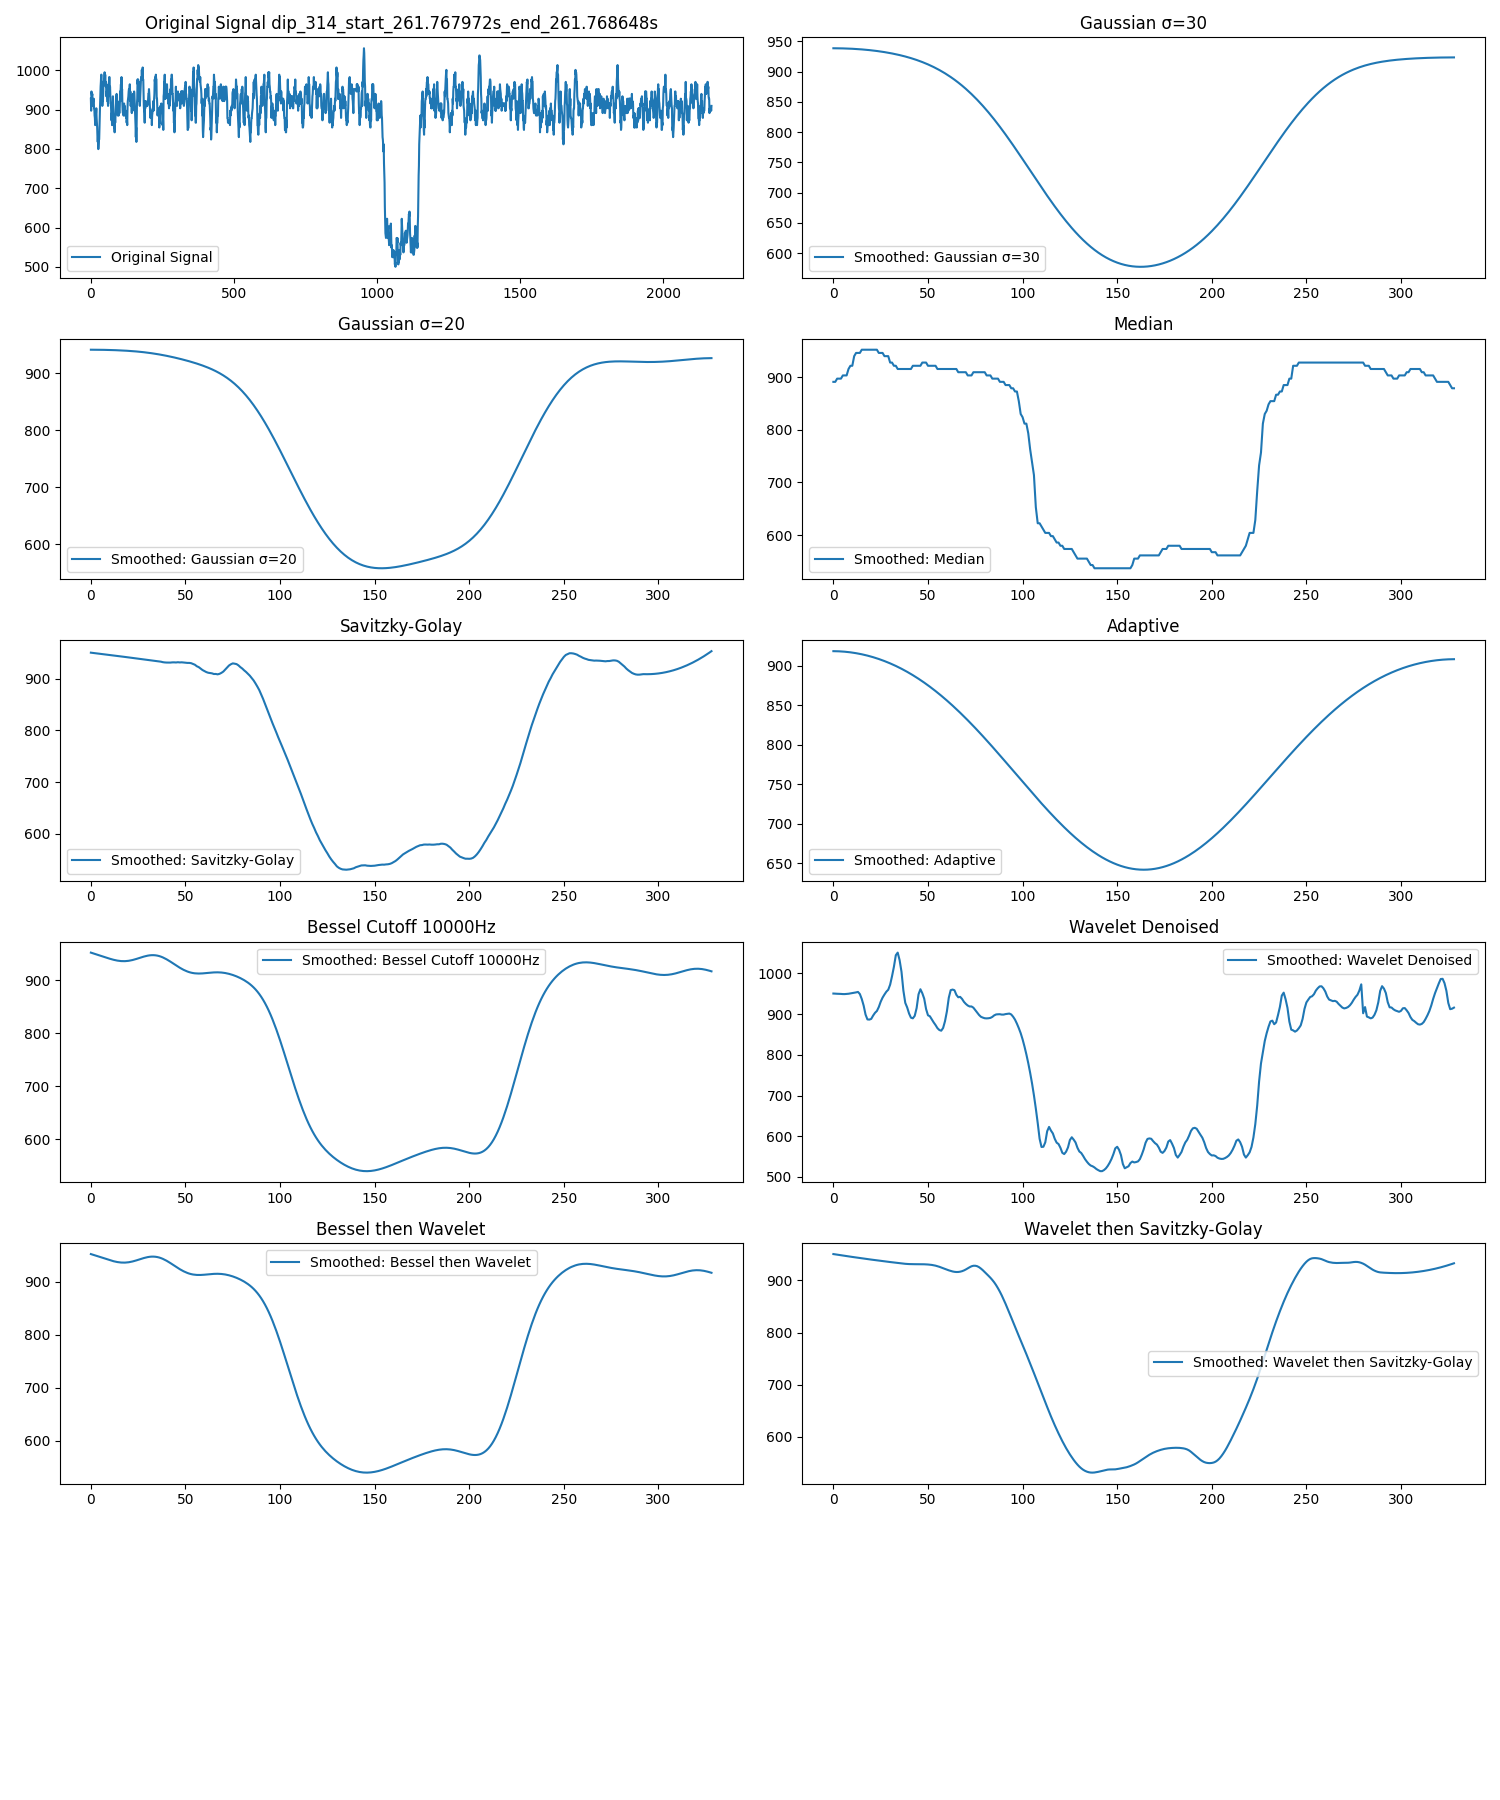 Original Signal dip_314_start_261.767972s_end_261.768648s
1000
900
800
700
600
500
Original Signal
0 500 1000 1500 2000
Gaussian σ=30
950
900
850
800
750
700
650
600
Smoothed: Gaussian σ=30
0 50 100 150 200 250 300
Gaussian σ=20
900
800
700
600
Smoothed: Gaussian σ=20
0 50 100 150 200 250 300
Median
900
800
700
600
Smoothed: Median
0 50 100 150 200 250 300
Savitzky-Golay
900
800
700
600
Smoothed: Savitzky-Golay
0 50 100 150 200 250 300
Adaptive
900
850
800
750
700
650
Smoothed: Adaptive
0 50 100 150 200 250 300
Bessel Cutoff 10000Hz
Smoothed: Bessel Cutoff 10000Hz
900
800
700
600
0 50 100 150 200 250 300
Wavelet Denoised
Smoothed: Wavelet Denoised
1000
900
800
700
600
500
0 50 100 150 200 250 300
Bessel then Wavelet
Smoothed: Bessel then Wavelet
900
800
700
600
0 50 100 150 200 250 300
Wavelet then Savitzky-Golay
900
800
Smoothed: Wavelet then Savitzky-Golay
700
600
0 50 100 150 200 250 300